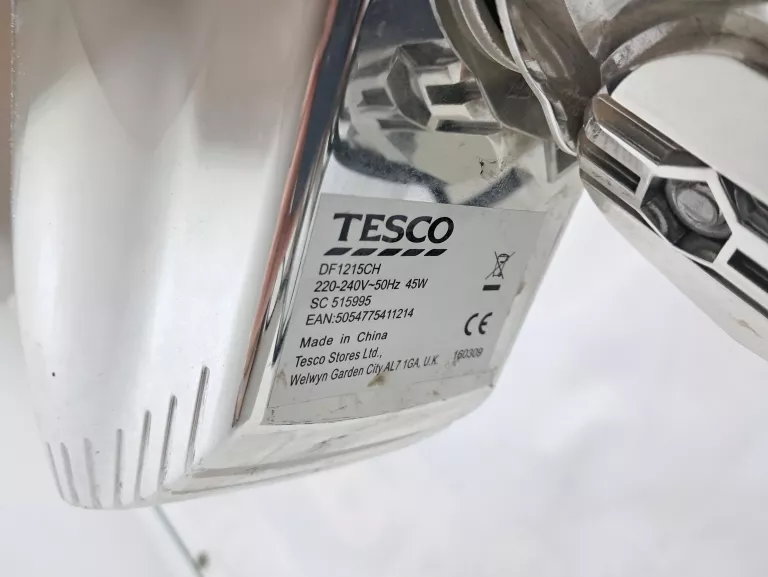 TESCO
DF1215CH
220-240V~50Hz 45W
SC 515995
EAN:5054775411214
Made in China
Tesco Stores Ltd.,
Welwyn Garden City AL7 1GA, U.K.
160309
CE